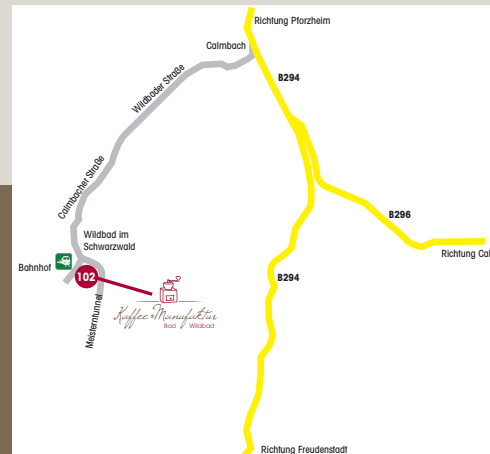 Richtung Pforzheim
Calmbach
B294
Wildbader Straße
Calmbacher Straße
B296
Wildbad im
Schwarzwald
Richtung Cal
Bahnhof
102
B294
Meisterntunnel
Kaffee Manufaktur
Bad Wildbad
Richtung Freudenstadt